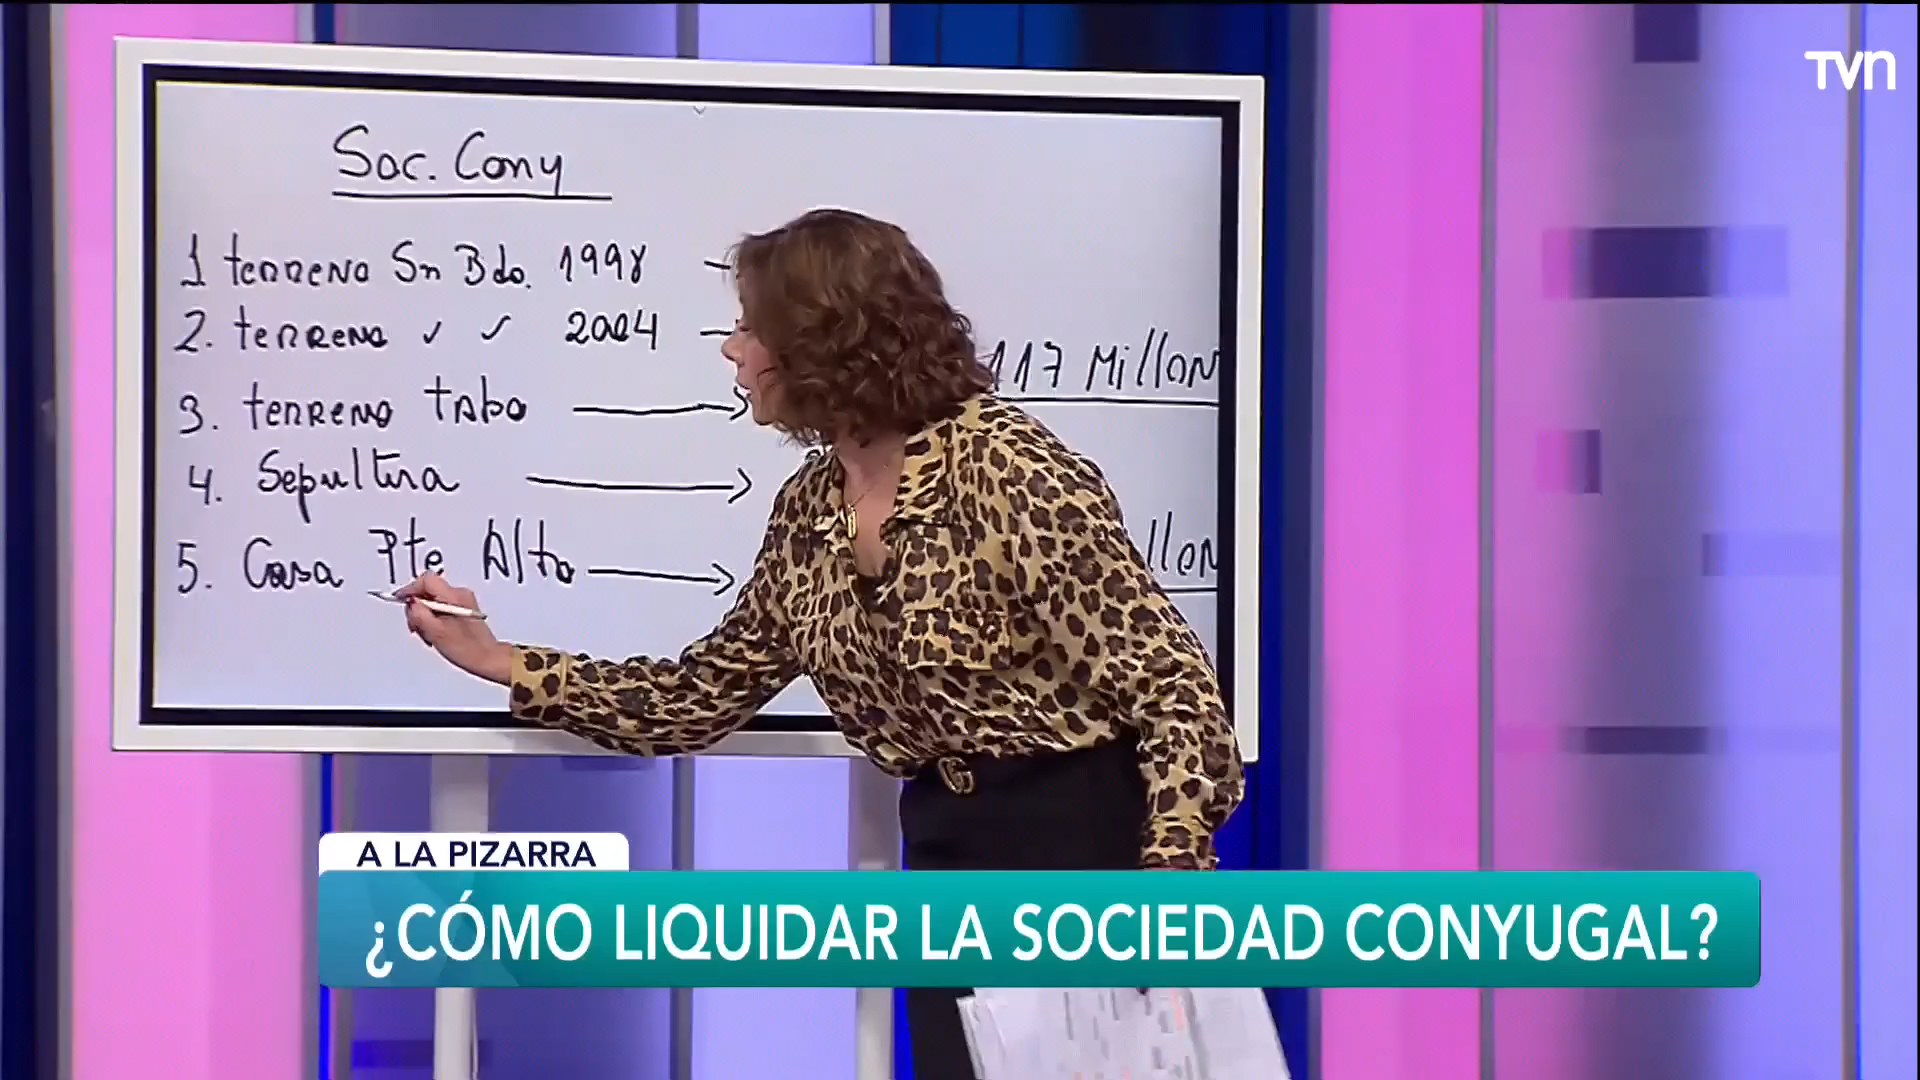 TVN
Soc. Cony
1 terreno Sn Bdo. 1998
2. terreno ✓ ✓ 2004
117 Millon
3. terreno Tabo
4. Sepultura
5. Casa Pte Alto
llon
A LA PIZARRA
¿CÓMO LIQUIDAR LA SOCIEDAD CONYUGAL?